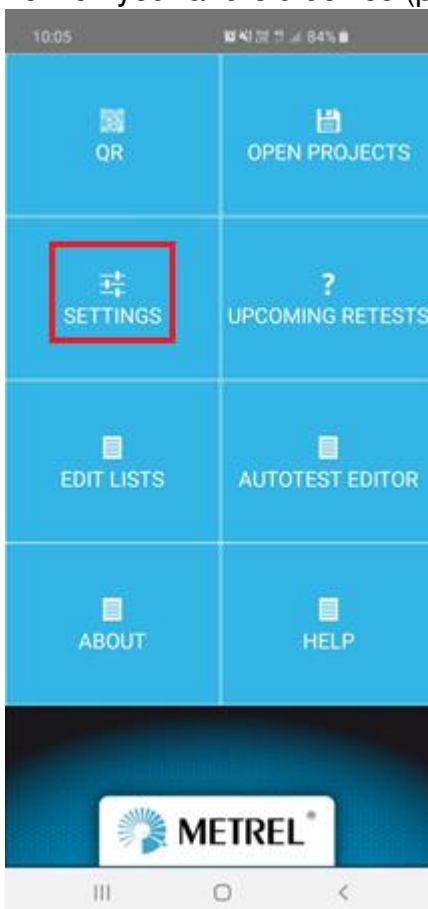 10:05
84%
QR
OPEN PROJECTS
SETTINGS
?
UPCOMING RETESTS
EDIT LISTS
AUTOTEST EDITOR
ABOUT
HELP
METREL®